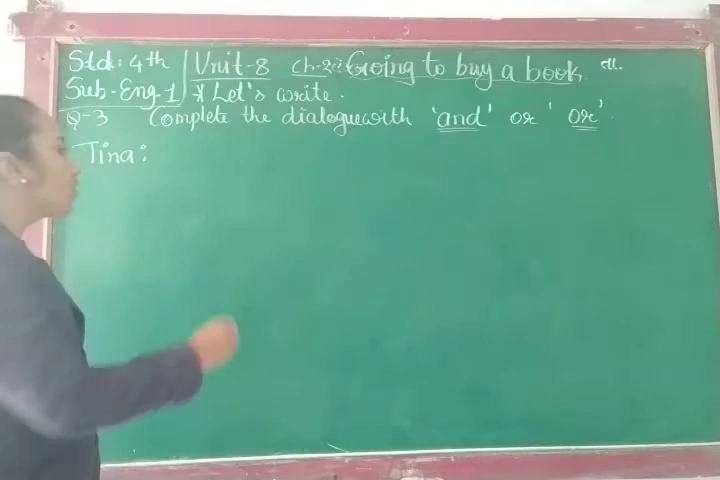 Std: 4th Unit-8 Ch-2: Going to buy a book
Sub-Eng-1 * Let's write.
Q-3 Complete the dialogue with 'and' or 'or'
Tina: